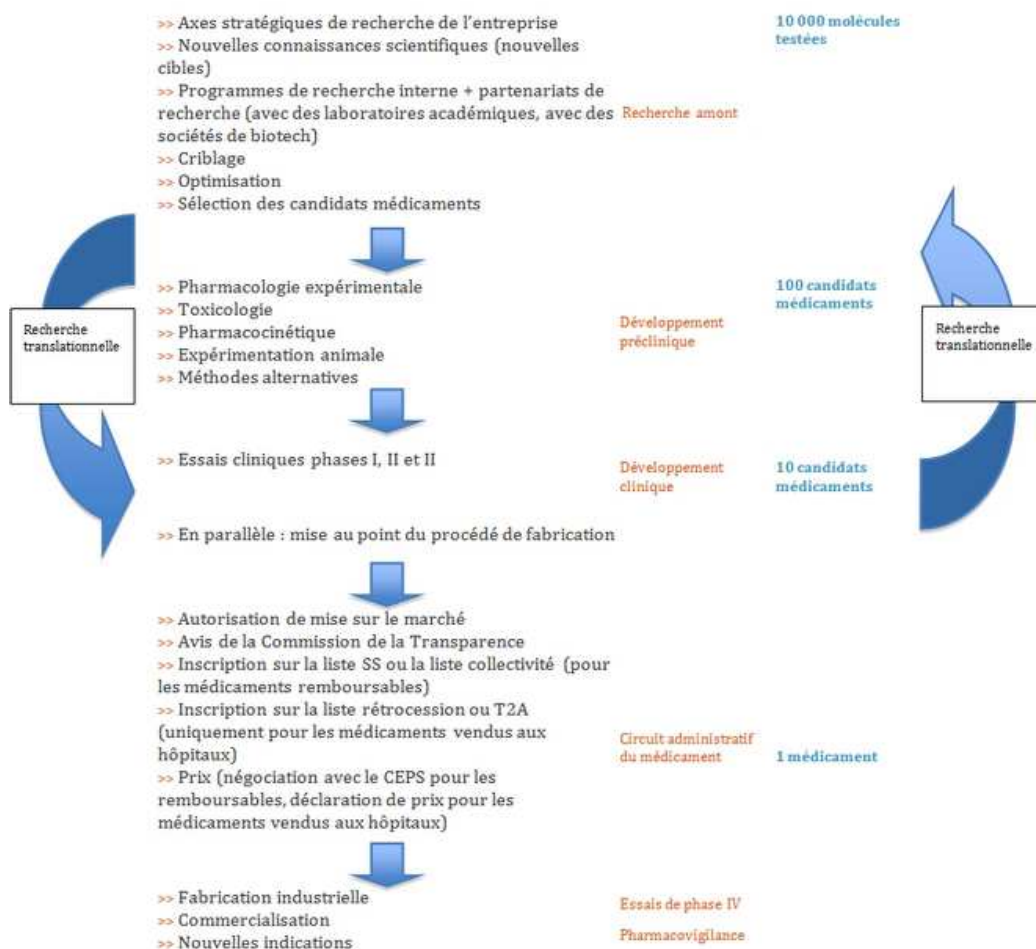 >> Axes stratégiques de recherche de l'entreprise
>> Nouvelles connaissances scientifiques (nouvelles
cibles)
>> Programmes de recherche interne + partenariats de
recherche (avec des laboratoires académiques, avec des
sociétés de biotech)
>> Criblage
>> Optimisation
>> Sélection des candidats médicaments
Recherche amont
10 000 molécules
testées
Recherche
translationnelle
>> Pharmacologie expérimentale
>> Toxicologie
>> Pharmacocinétique
>> Expérimentation animale
>> Méthodes alternatives
Développement
préclinique
100 candidats
médicaments
Recherche
translationnelle
>> Essais cliniques phases I, II et II
Développement
clinique
10 candidats
médicaments
>> En parallèle : mise au point du procédé de fabrication
>> Autorisation de mise sur le marché
>> Avis de la Commission de la Transparence
>> Inscription sur la liste SS ou la liste collectivité (pour
les médicaments remboursables)
>> Inscription sur la liste rétrocession ou T2A
(uniquement pour les médicaments vendus aux
hôpitaux)
>> Prix (négociation avec le CEPS pour les
remboursables, déclaration de prix pour les
médicaments vendus aux hôpitaux)
Circuit administratif
du médicament
1 médicament
>> Fabrication industrielle
>> Commercialisation
>> Nouvelles indications
Essais de phase IV
Pharmacovigilance